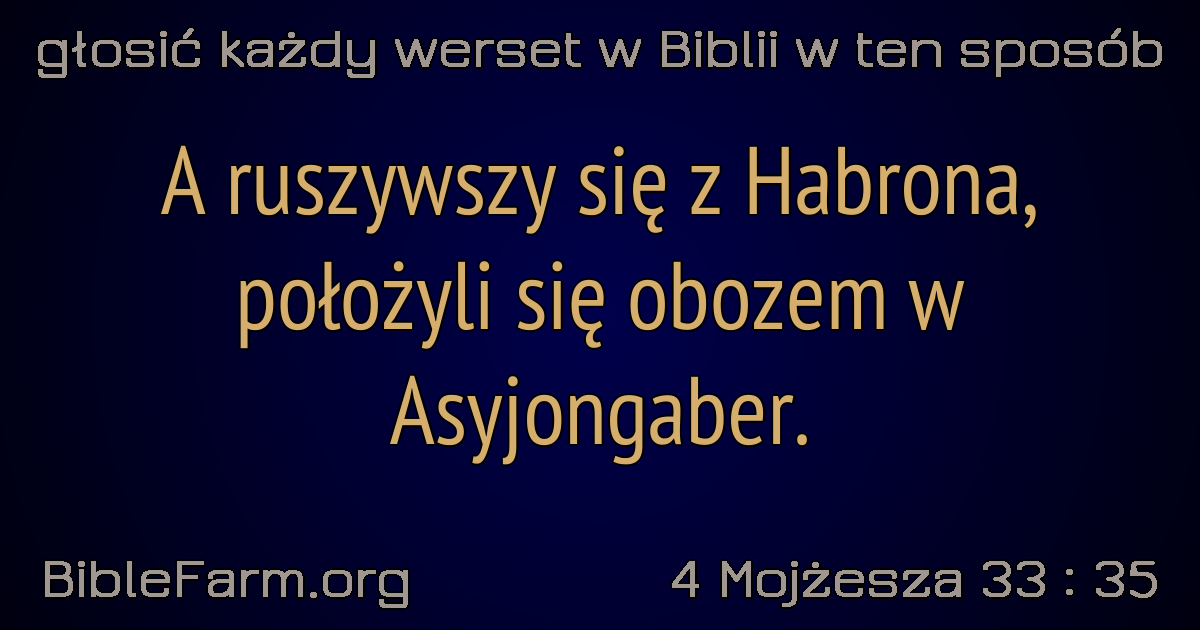 głosić każdy werset w Biblii w ten sposób
A ruszywszy się z Habrona,
położyli się obozem w
Asyjongaber.
BibleFarm.org
4 Mojżesza 33 : 35